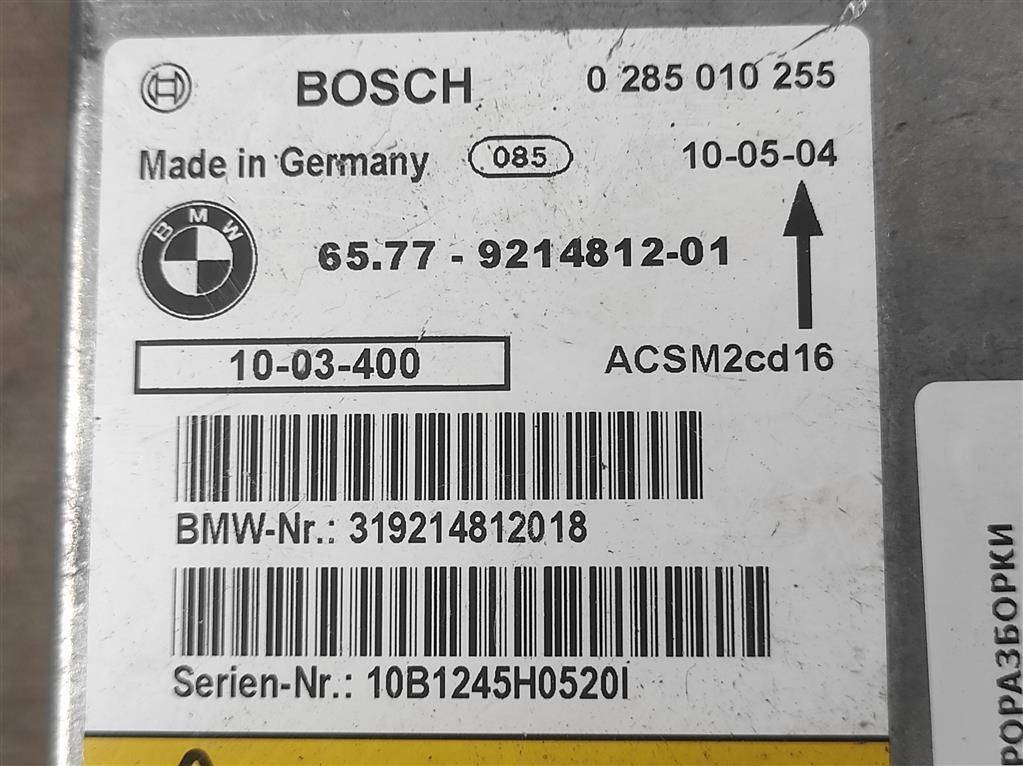 BOSCH 0 285 010 255
Made in Germany 085 10-05-04
BMW
65.77 - 9214812-01
10-03-400 ACSM2cd16
BMW-Nr.: 319214812018
Serien-Nr.: 10B1245H0520I